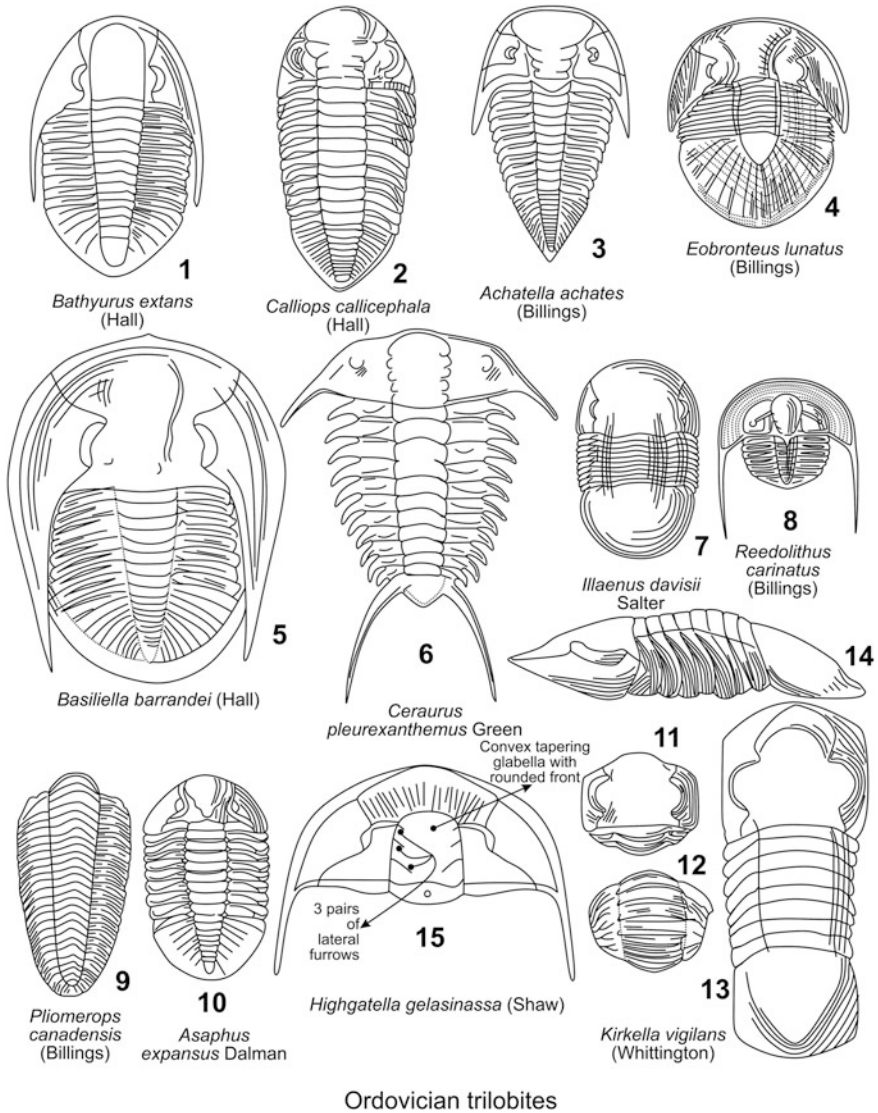 1
Bathyurus extans
(Hall)
2
Calliops callicephala
(Hall)
3
Achatella achates
(Billings)
4
Eobronteus lunatus
(Billings)
5
Basiliella barrandei (Hall)
6
Ceraurus
pleurexanthemus Green
7
Illaenus davisii
Salter
8
Reedolithus
carinatus
(Billings)
14
9
Pliomerops
canadensis
(Billings)
10
Asaphus
expansus Dalman
Convex tapering
glabella with
rounded front
3 pairs
of
lateral
furrows
15
Highgatella gelasinassa (Shaw)
11
12
13
Kirkella vigilans
(Whittington)
Ordovician trilobites